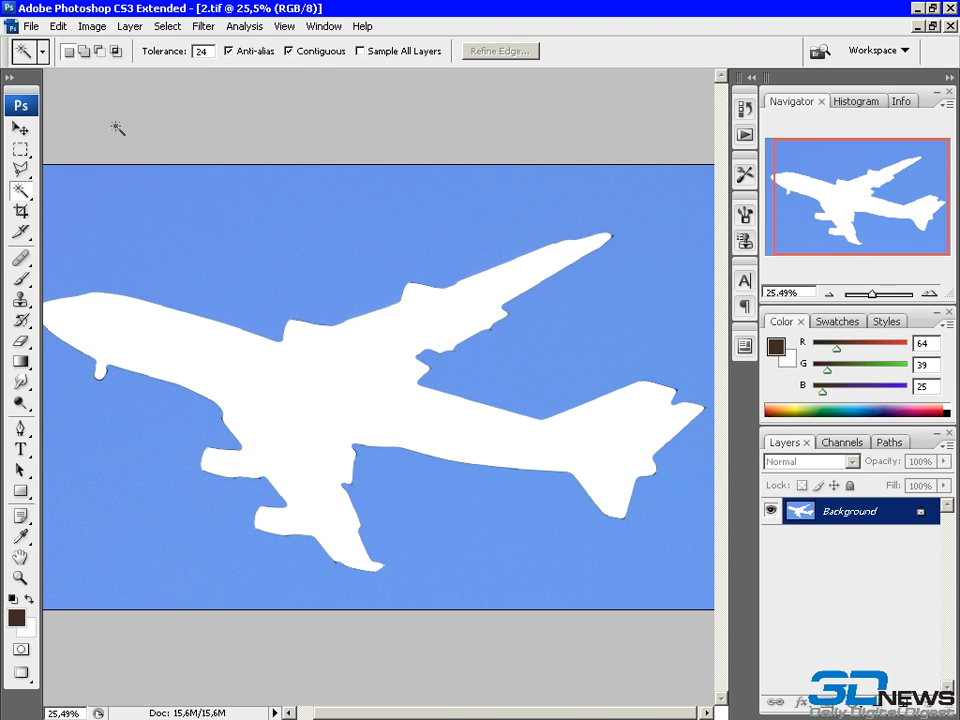 Adobe Photoshop CS3 Extended - [2.tif @ 25,5% (RGB/8)]
File Edit Image Layer Select Filter Analysis View Window Help
Tolerance: 24 Anti-alias Contiguous Sample All Layers Refine Edge... Workspace
Ps
Navigator Histogram Info
25.49%
Color Swatches Styles
R 64
G 39
B 25
Layers Channels Paths
Normal Opacity: 100%
Lock: Fill: 100%
Background
T
A
3DNEWS
Daily Digital Digest
25,49% Doc: 15,6M/15,6M